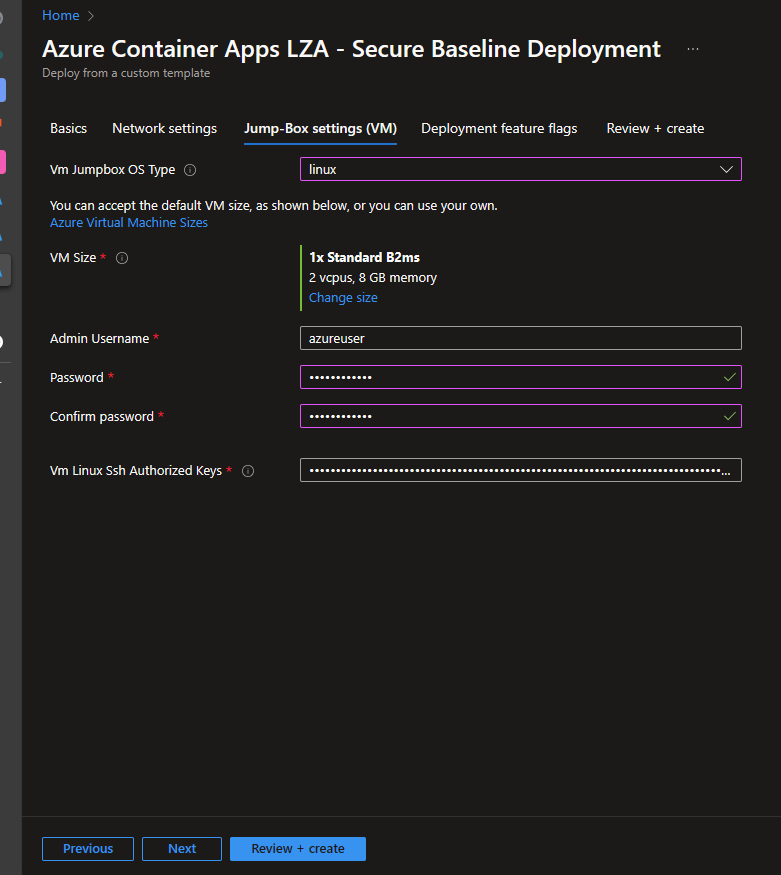 Home
Azure Container Apps LZA - Secure Baseline Deployment ...
Deploy from a custom template
Basics Network settings Jump-Box settings (VM) Deployment feature flags Review + create
Vm Jumpbox OS Type linux
You can accept the default VM size, as shown below, or you can use your own.
Azure Virtual Machine Sizes
VM Size * 1x Standard B2ms
2 vcpus, 8 GB memory
Change size
Admin Username * azureuser
Password * ••••••••••••
Confirm password * ••••••••••••
Vm Linux Ssh Authorized Keys *
Previous Next Review + create